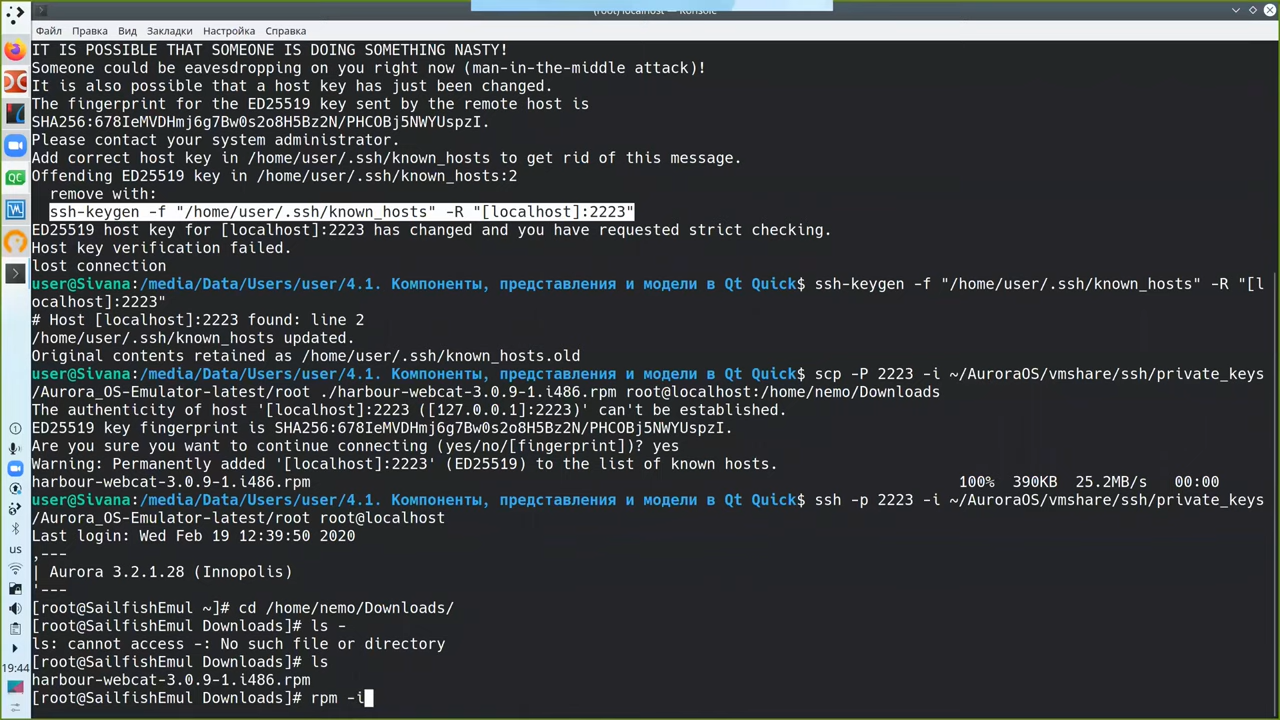 (root) localhost — Konsole
Файл Правка Вид Закладки Настройка Справка
IT IS POSSIBLE THAT SOMEONE IS DOING SOMETHING NASTY!
Someone could be eavesdropping on you right now (man-in-the-middle attack)!
It is also possible that a host key has just been changed.
The fingerprint for the ED25519 key sent by the remote host is
SHA256:678IeMVDHmj6g7Bw0s2o8H5Bz2N/PHCOBj5NWYUspzI.
Please contact your system administrator.
Add correct host key in /home/user/.ssh/known_hosts to get rid of this message.
Offending ED25519 key in /home/user/.ssh/known_hosts:2
remove with:
ssh-keygen -f "/home/user/.ssh/known_hosts" -R "[localhost]:2223"
ED25519 host key for [localhost]:2223 has changed and you have requested strict checking.
Host key verification failed.
lost connection
user@Sivana:/media/Data/Users/user/4.1. Компоненты, представления и модели в Qt Quick$ ssh-keygen -f "/home/user/.ssh/known_hosts" -R "[l
ocalhost]:2223"
# Host [localhost]:2223 found: line 2
/home/user/.ssh/known_hosts updated.
Original contents retained as /home/user/.ssh/known_hosts.old
user@Sivana:/media/Data/Users/user/4.1. Компоненты, представления и модели в Qt Quick$ scp -P 2223 -i ~/AuroraOS/vmshare/ssh/private_keys
/Aurora_OS-Emulator-latest/root ./harbour-webcat-3.0.9-1.i486.rpm root@localhost:/home/nemo/Downloads
The authenticity of host '[localhost]:2223 ([127.0.0.1]:2223)' can't be established.
ED25519 key fingerprint is SHA256:678IeMVDHmj6g7Bw0s2o8H5Bz2N/PHCOBj5NWYUspzI.
Are you sure you want to continue connecting (yes/no/[fingerprint])? yes
Warning: Permanently added '[localhost]:2223' (ED25519) to the list of known hosts.
harbour-webcat-3.0.9-1.i486.rpm 100% 390KB 25.2MB/s 00:00
user@Sivana:/media/Data/Users/user/4.1. Компоненты, представления и модели в Qt Quick$ ssh -p 2223 -i ~/AuroraOS/vmshare/ssh/private_keys
/Aurora_OS-Emulator-latest/root root@localhost
Last login: Wed Feb 19 12:39:50 2020
,---
| Aurora 3.2.1.28 (Innopolis)
'---
[root@SailfishEmul ~]# cd /home/nemo/Downloads/
[root@SailfishEmul Downloads]# ls -
ls: cannot access -: No such file or directory
[root@SailfishEmul Downloads]# ls
harbour-webcat-3.0.9-1.i486.rpm
[root@SailfishEmul Downloads]# rpm -i
QC
us
19:44